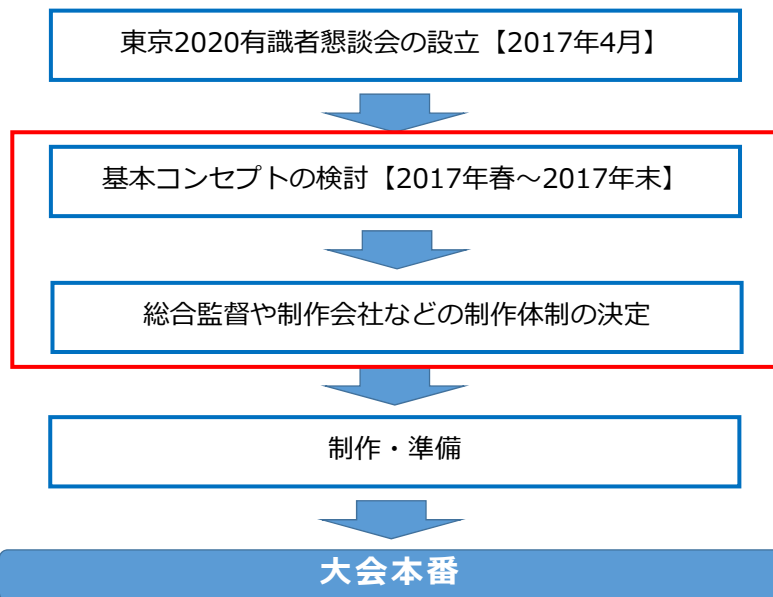 東京2020有識者懇談会の設立【2017年4月】
基本コンセプトの検討【2017年春～2017年末】
総合監督や制作会社などの制作体制の決定
制作・準備
大会本番